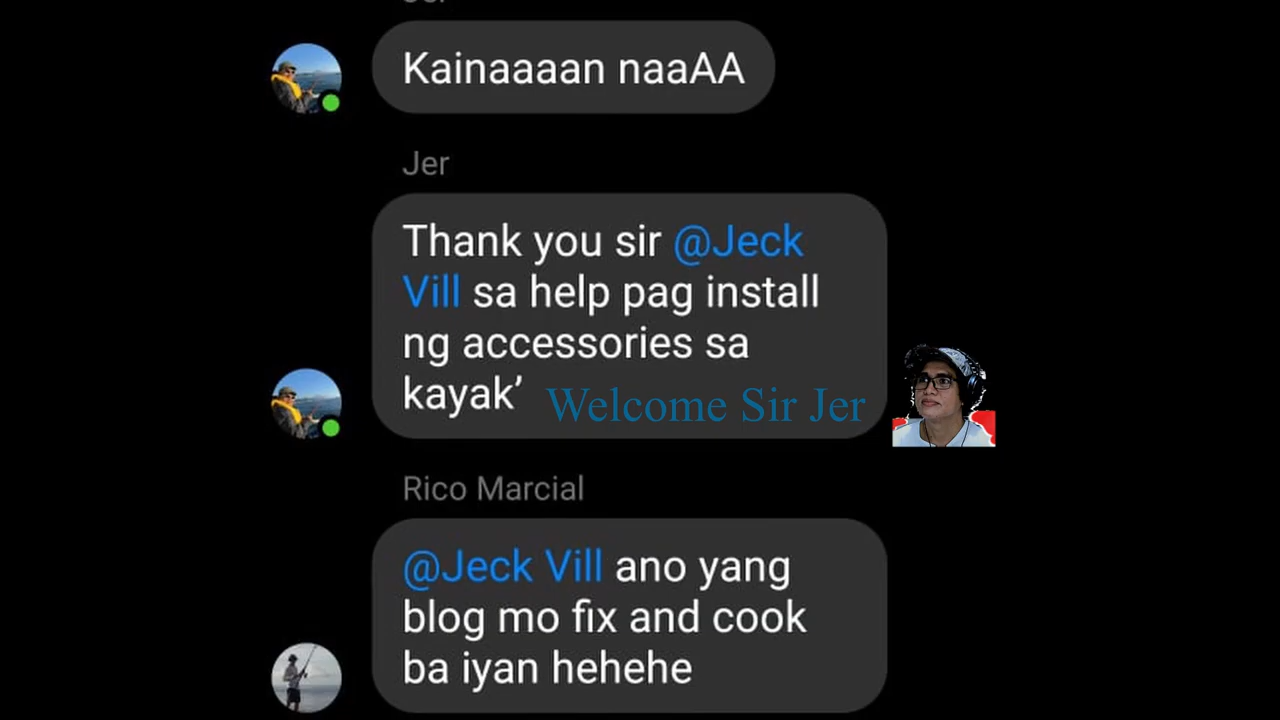 Kainaaaan naaAA
Jer
Thank you sir @Jeck
Vill sa help pag install
ng accessories sa
kayak’ Welcome Sir Jer
Rico Marcial
@Jeck Vill ano yang
blog mo fix and cook
ba iyan hehehe